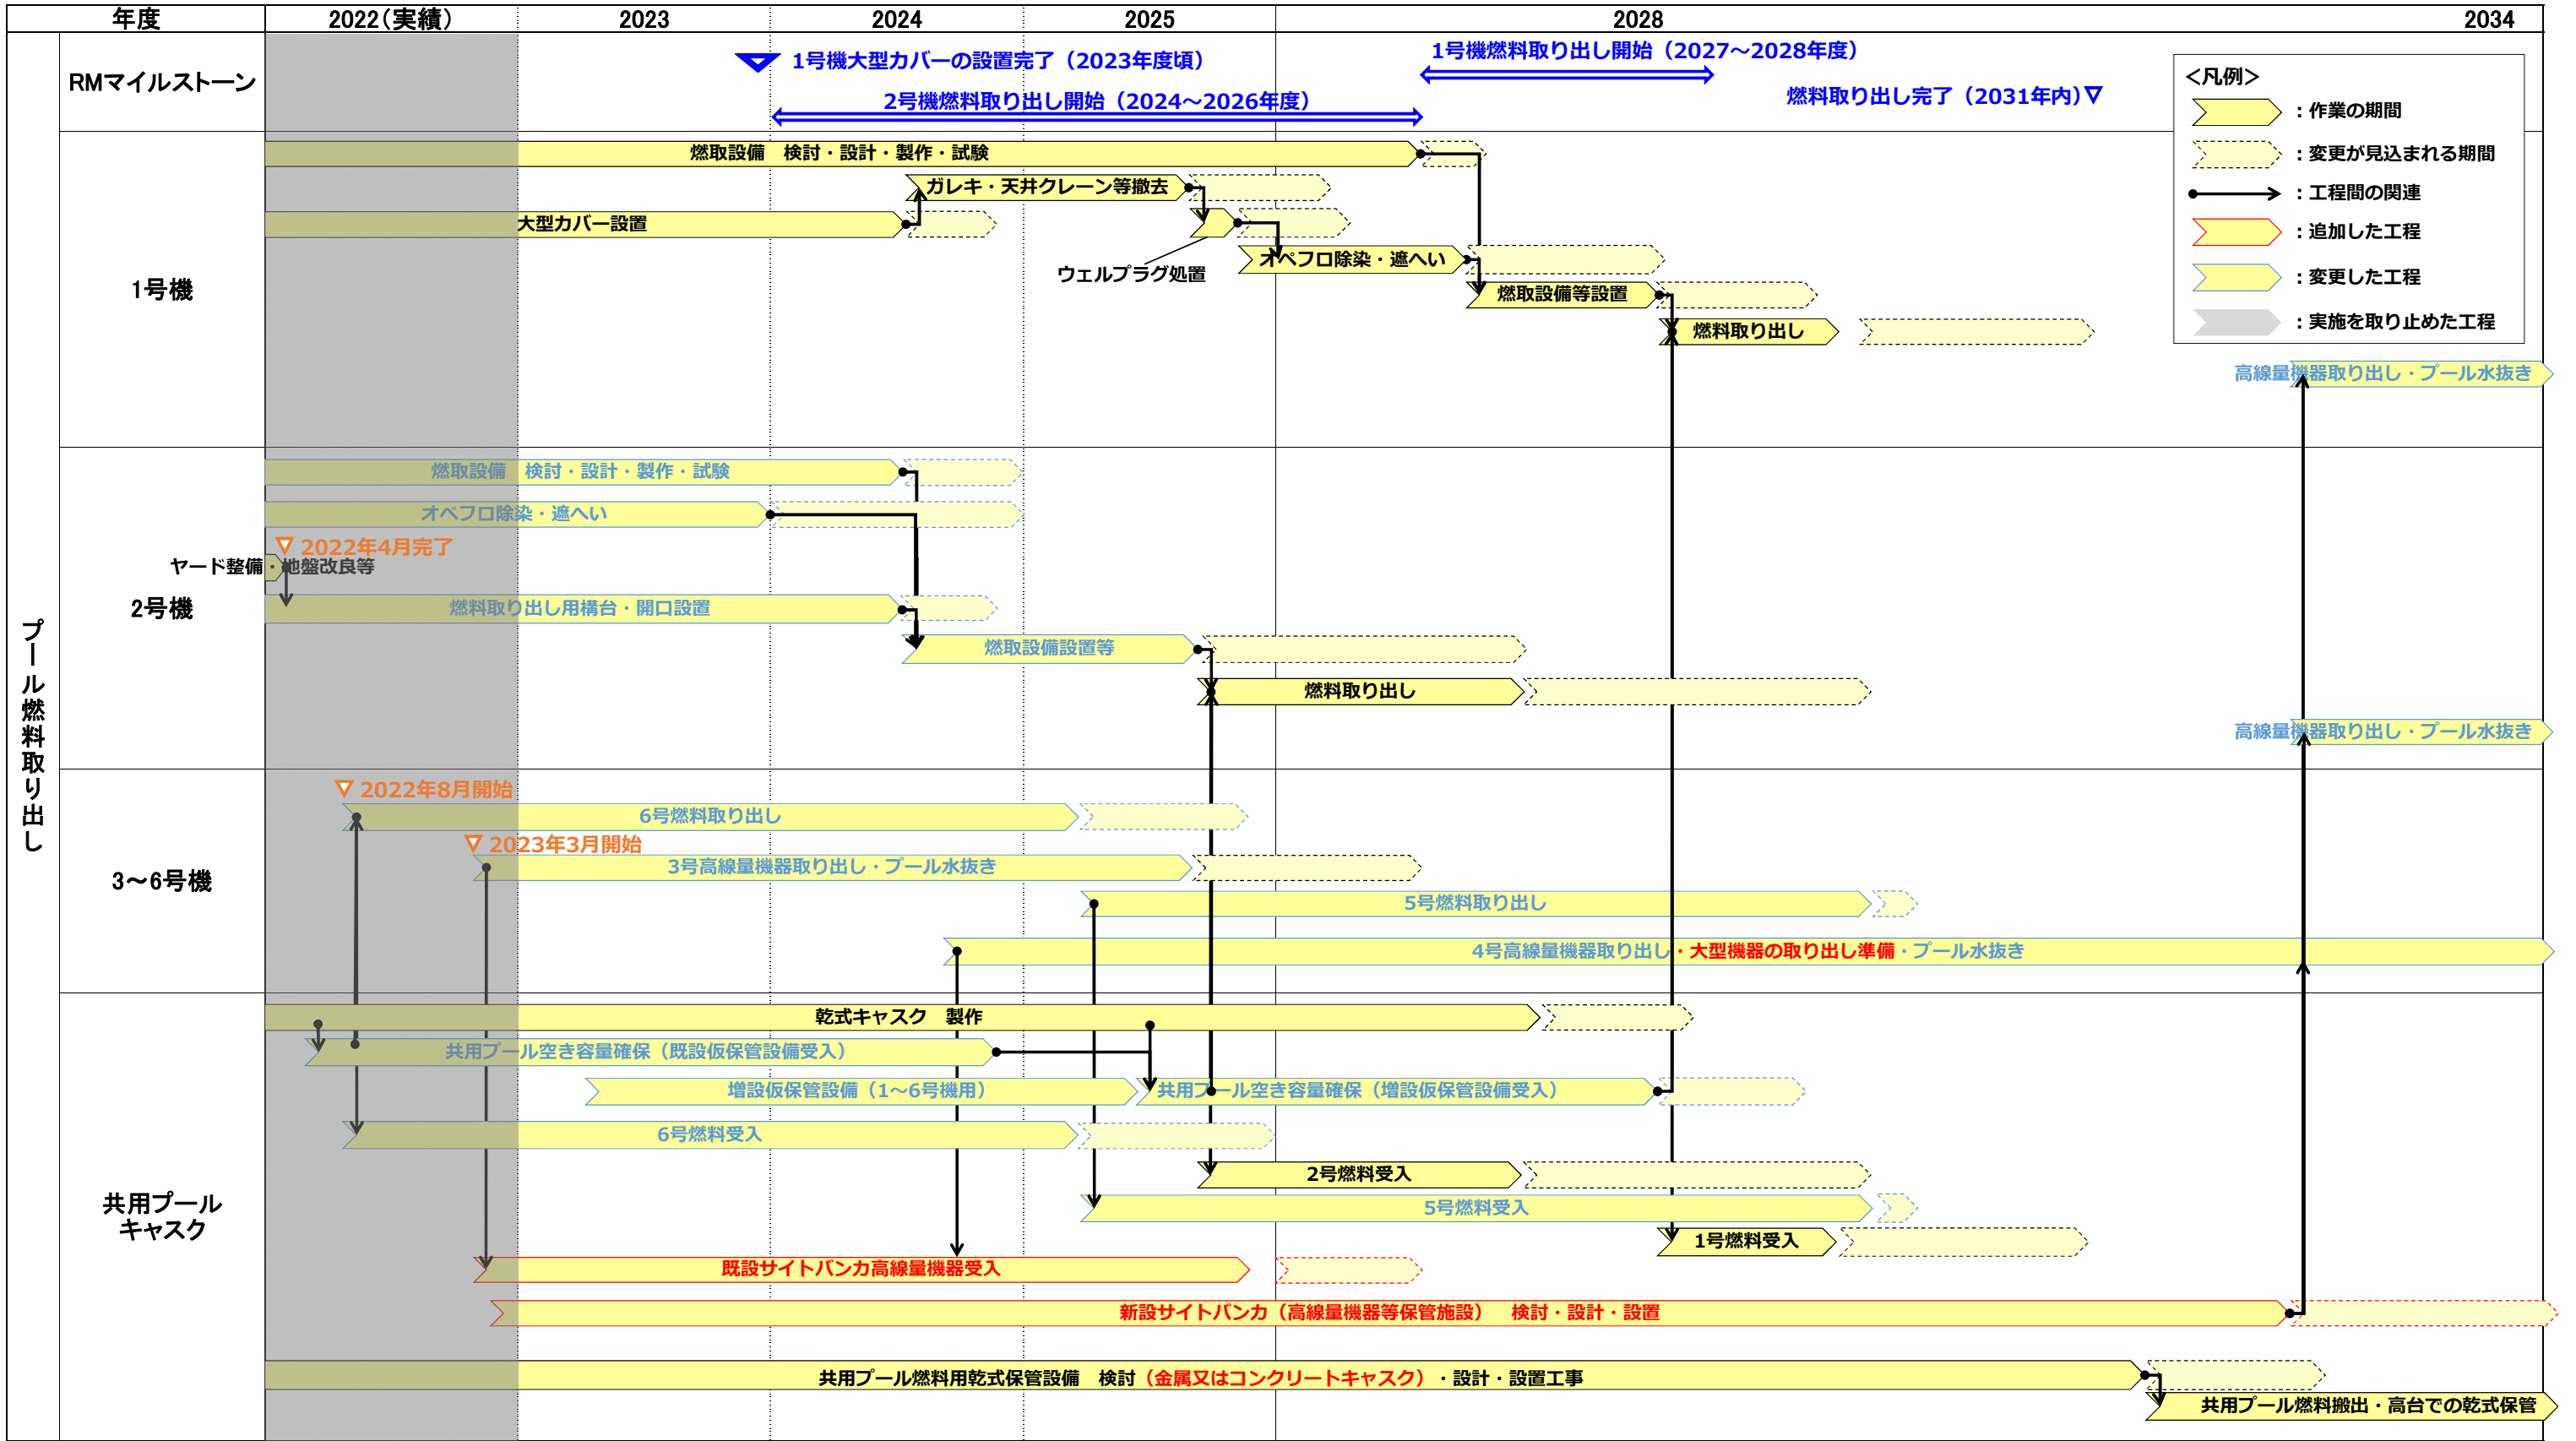 年度
2022（実績）
2023
2024
2025
2028
2034
プール燃料取り出し
RMマイルストーン
1号機大型カバーの設置完了（2023年度頃）
2号機燃料取り出し開始（2024～2026年度）
1号機燃料取り出し開始（2027～2028年度）
燃料取り出し完了（2031年内）
＜凡例＞
：作業の期間
：変更が見込まれる期間
：工程間の関連
：追加した工程
：変更した工程
：実施を取り止めた工程
1号機
燃取設備　検討・設計・製作・試験
ガレキ・天井クレーン等撤去
大型カバー設置
ウェルプラグ処置
オペフロ除染・遮へい
燃取設備等設置
燃料取り出し
高線量機器取り出し・プール水抜き
2号機
燃取設備　検討・設計・製作・試験
オペフロ除染・遮へい
2022年4月完了
ヤード整備・地盤改良等
燃料取り出し用構台・開口設置
燃取設備設置等
燃料取り出し
高線量機器取り出し・プール水抜き
3～6号機
2022年8月開始
6号燃料取り出し
2023年3月開始
3号高線量機器取り出し・プール水抜き
5号燃料取り出し
4号高線量機器取り出し・大型機器の取り出し準備・プール水抜き
共用プール
キャスク
乾式キャスク　製作
共用プール空き容量確保（既設仮保管設備受入）
増設仮保管設備（1～6号機用）
共用プール空き容量確保（増設仮保管設備受入）
6号燃料受入
2号燃料受入
5号燃料受入
1号燃料受入
既設サイトバンカ高線量機器受入
新設サイトバンカ（高線量機器等保管施設）　検討・設計・設置
共用プール燃料用乾式保管設備　検討（金属又はコンクリートキャスク）・設計・設置工事
共用プール燃料搬出・高台での乾式保管